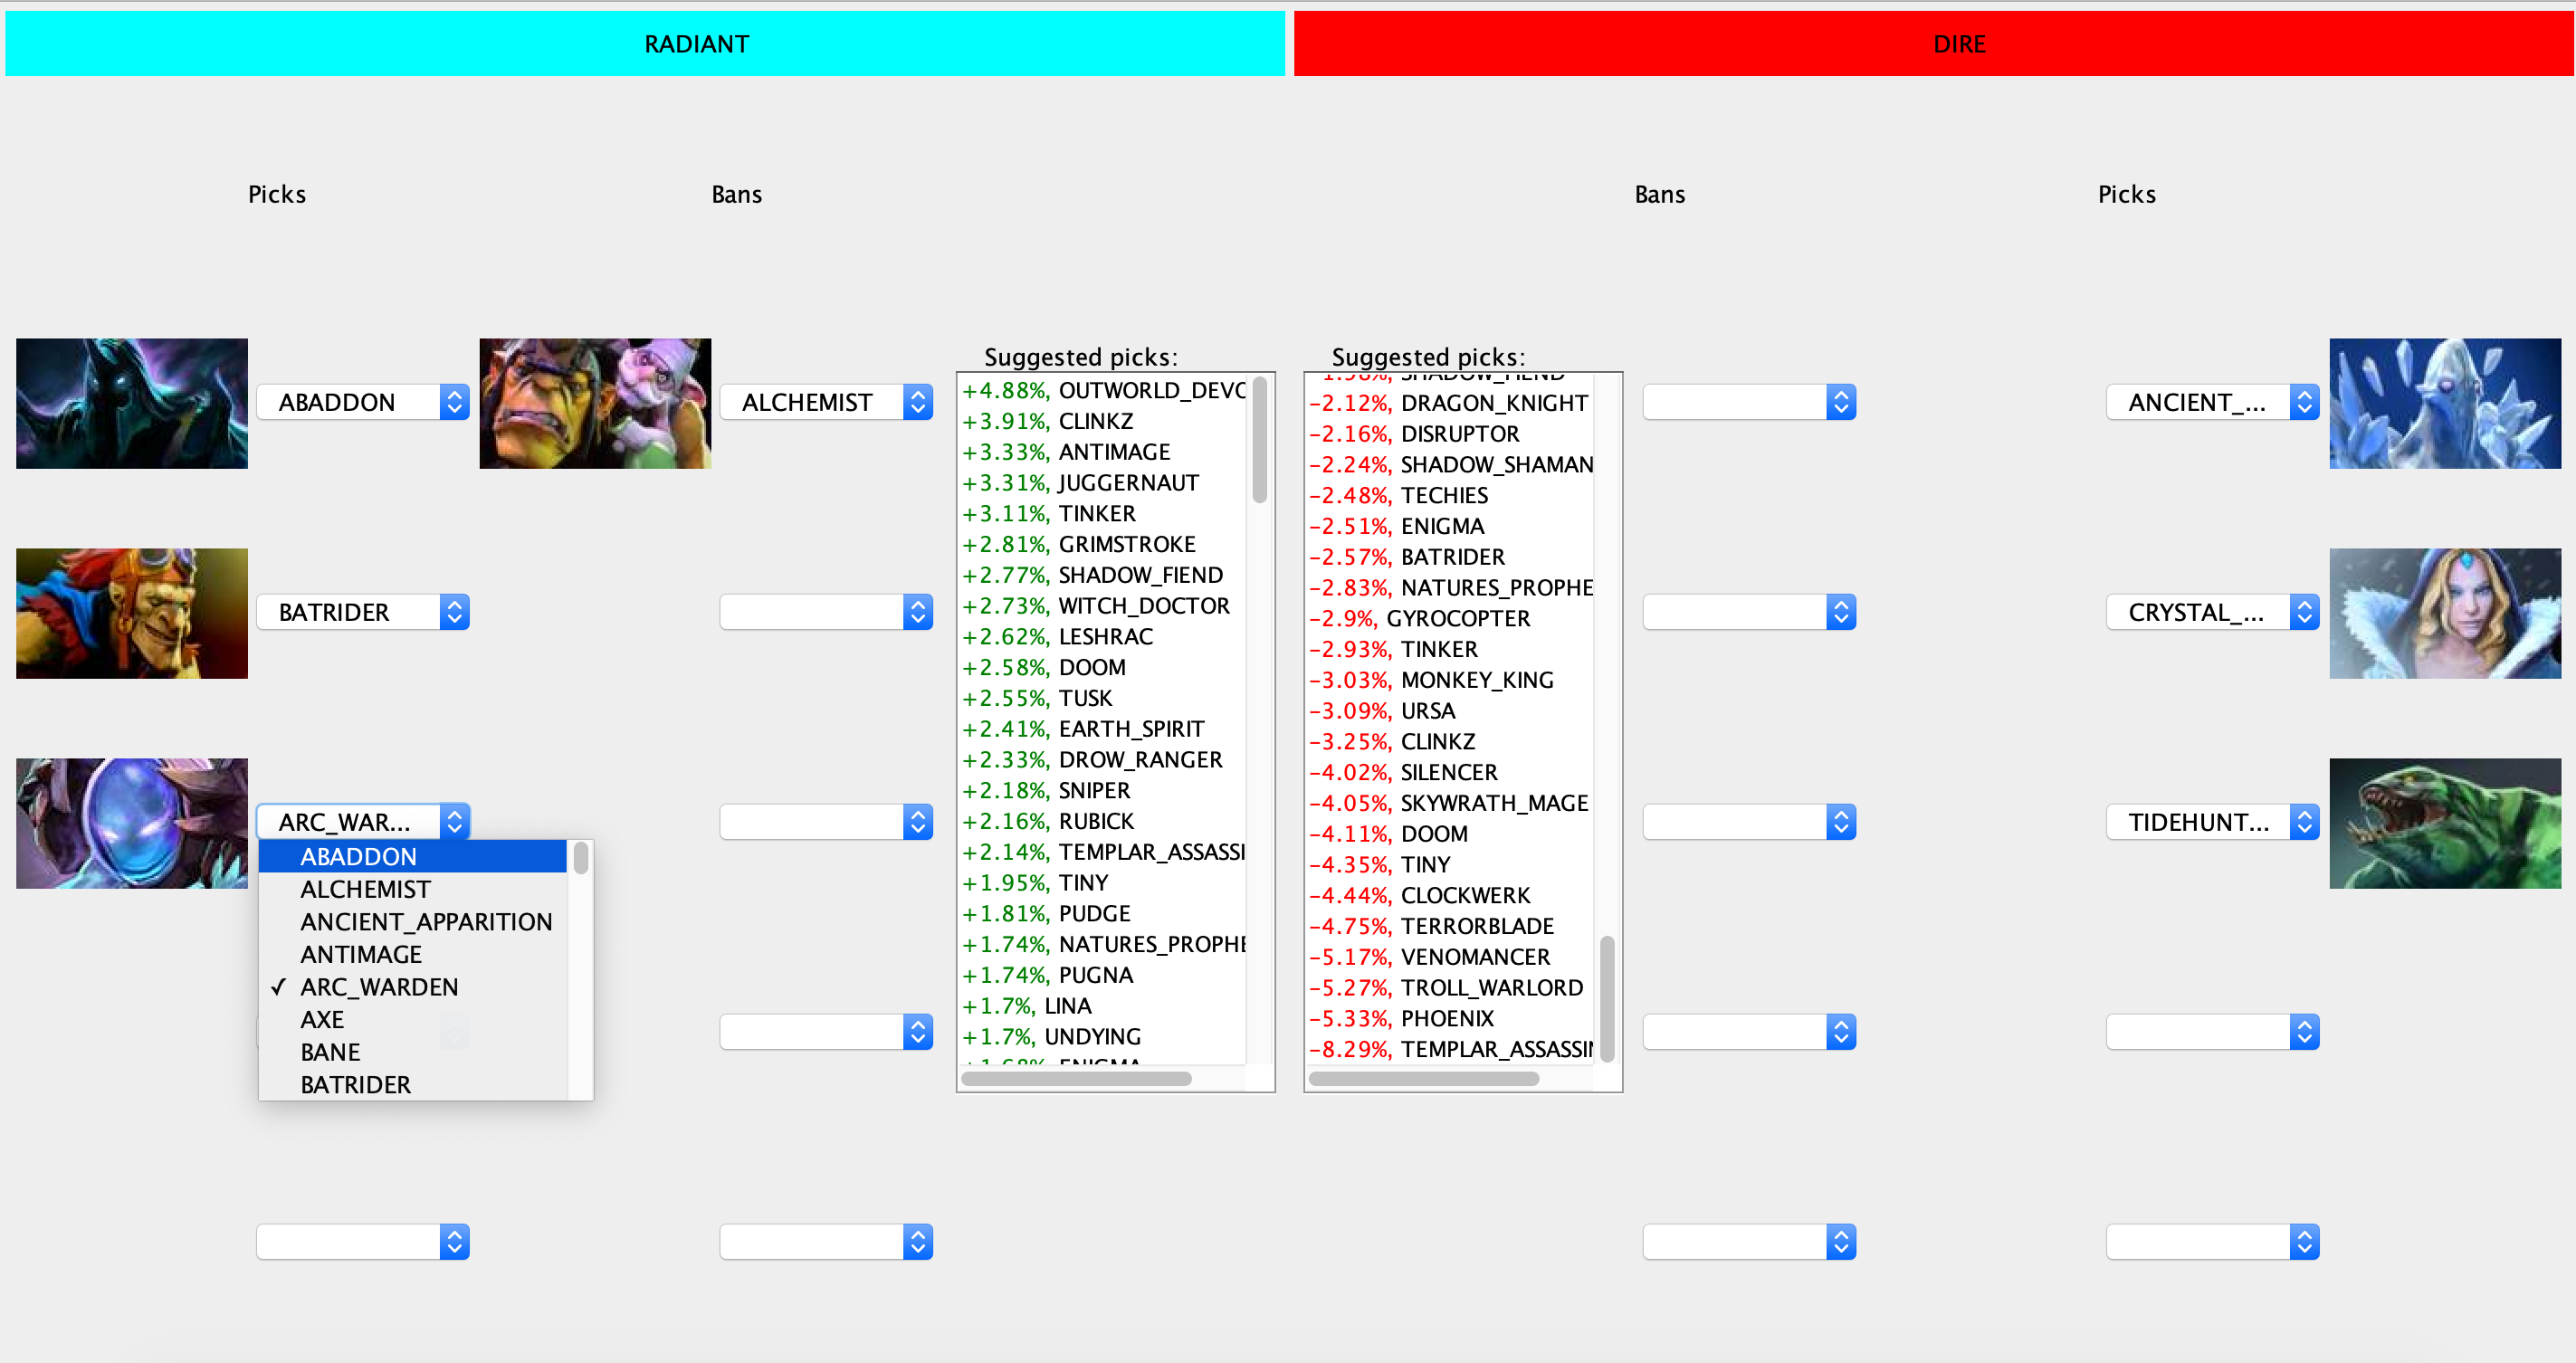 RADIANT
DIRE
Picks
Bans
Bans
Picks
ABADDON
ALCHEMIST
Suggested picks:
+4.88%, OUTWORLD_DEVO
+3.91%, CLINKZ
+3.33%, ANTIMAGE
+3.31%, JUGGERNAUT
+3.11%, TINKER
+2.81%, GRIMSTROKE
+2.77%, SHADOW_FIEND
+2.73%, WITCH_DOCTOR
+2.62%, LESHRAC
+2.58%, DOOM
+2.55%, TUSK
+2.41%, EARTH_SPIRIT
+2.33%, DROW_RANGER
+2.18%, SNIPER
+2.16%, RUBICK
+2.14%, TEMPLAR_ASSASSI
+1.95%, TINY
+1.81%, PUDGE
+1.74%, NATURES_PROPHE
+1.74%, PUGNA
+1.7%, LINA
+1.7%, UNDYING
+1.68%, ENIGMA
Suggested picks:
-1.98%, SHADOW_FIEND
-2.12%, DRAGON_KNIGHT
-2.16%, DISRUPTOR
-2.24%, SHADOW_SHAMAN
-2.48%, TECHIES
-2.51%, ENIGMA
-2.57%, BATRIDER
-2.83%, NATURES_PROPHE
-2.9%, GYROCOPTER
-2.93%, TINKER
-3.03%, MONKEY_KING
-3.09%, URSA
-3.25%, CLINKZ
-4.02%, SILENCER
-4.05%, SKYWRATH_MAGE
-4.11%, DOOM
-4.35%, TINY
-4.44%, CLOCKWERK
-4.75%, TERRORBLADE
-5.17%, VENOMANCER
-5.27%, TROLL_WARLORD
-5.33%, PHOENIX
-8.29%, TEMPLAR_ASSASSIN
ANCIENT_...
BATRIDER
CRYSTAL_...
ARC_WAR...
TIDEHUNT...
ABADDON
ALCHEMIST
ANCIENT_APPARITION
ANTIMAGE
✓ ARC_WARDEN
AXE
BANE
BATRIDER